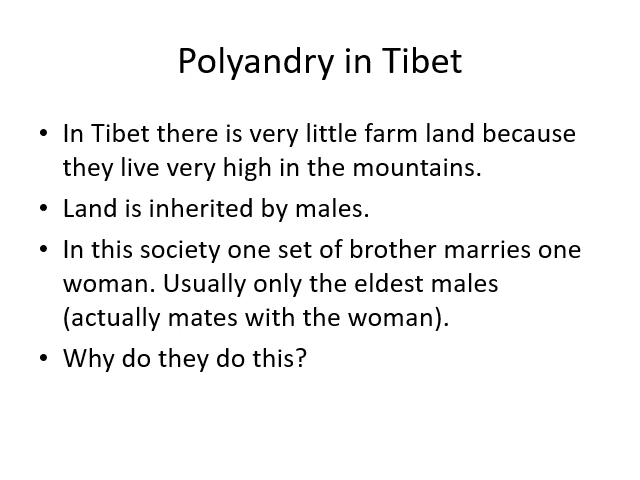 Polyandry in Tibet
• In Tibet there is very little farm land because
they live very high in the mountains.
• Land is inherited by males.
• In this society one set of brother marries one
woman. Usually only the eldest males
(actually mates with the woman).
• Why do they do this?